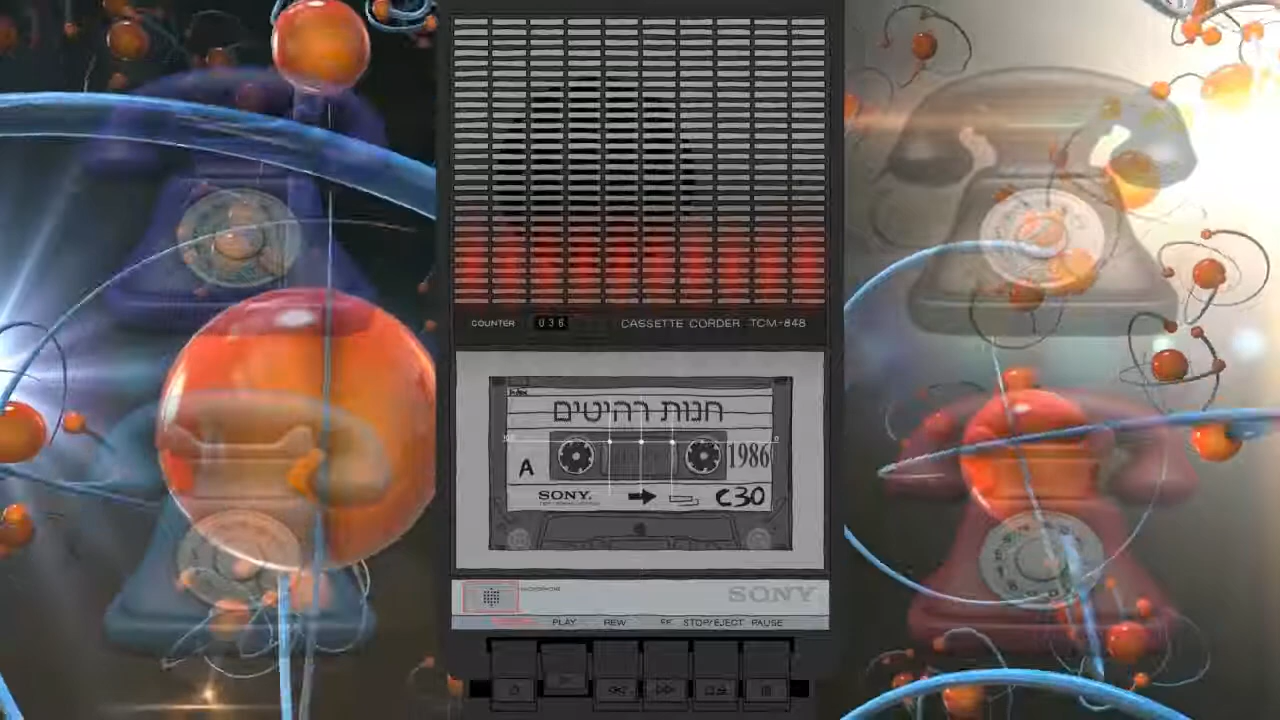 COUNTER 036 CASSETTE CORDER TCM-848
חנות רהיטים
1986
A
SONY. C30
SONY
PLAY REW FF STOP/EJECT PAUSE